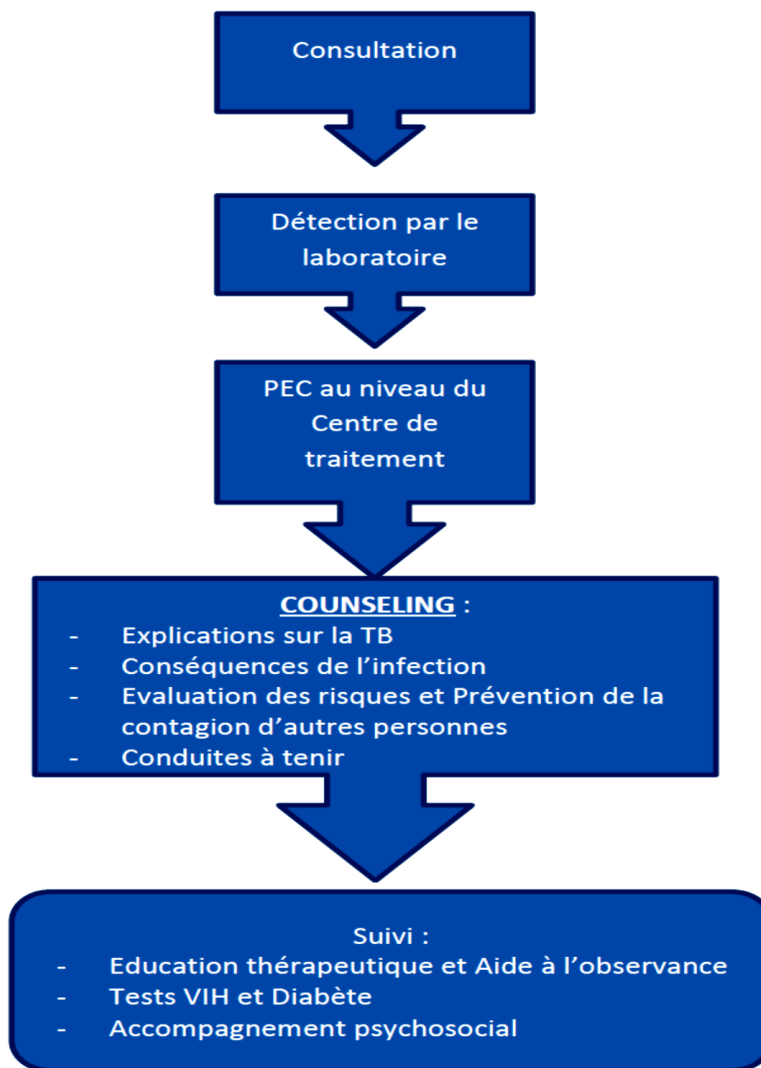 Consultation
Détection par le
laboratoire
PEC au niveau du
Centre de
traitement
COUNSELING :
- Explications sur la TB
- Conséquences de l’infection
- Evaluation des risques et Prévention de la
contagion d’autres personnes
- Conduites à tenir
Suivi :
- Education thérapeutique et Aide à l’observance
- Tests VIH et Diabète
- Accompagnement psychosocial